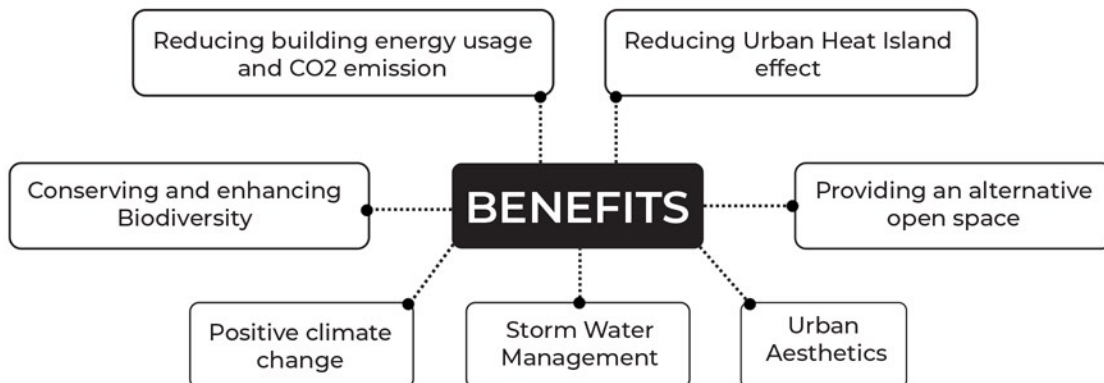 Reducing building energy usage
and CO2 emission
Reducing Urban Heat Island
effect
Conserving and enhancing
Biodiversity
BENEFITS
Providing an alternative
open space
Positive climate
change
Storm Water
Management
Urban
Aesthetics